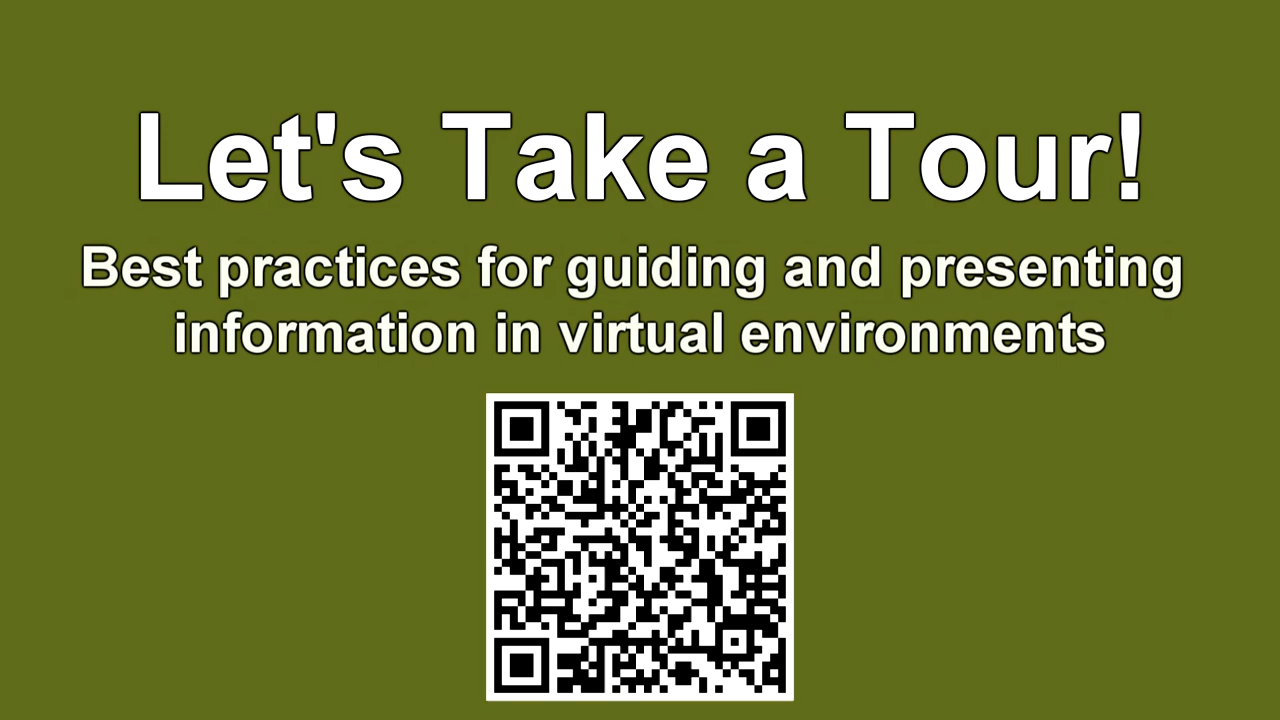 Let's Take a Tour!
Best practices for guiding and presenting
information in virtual environments